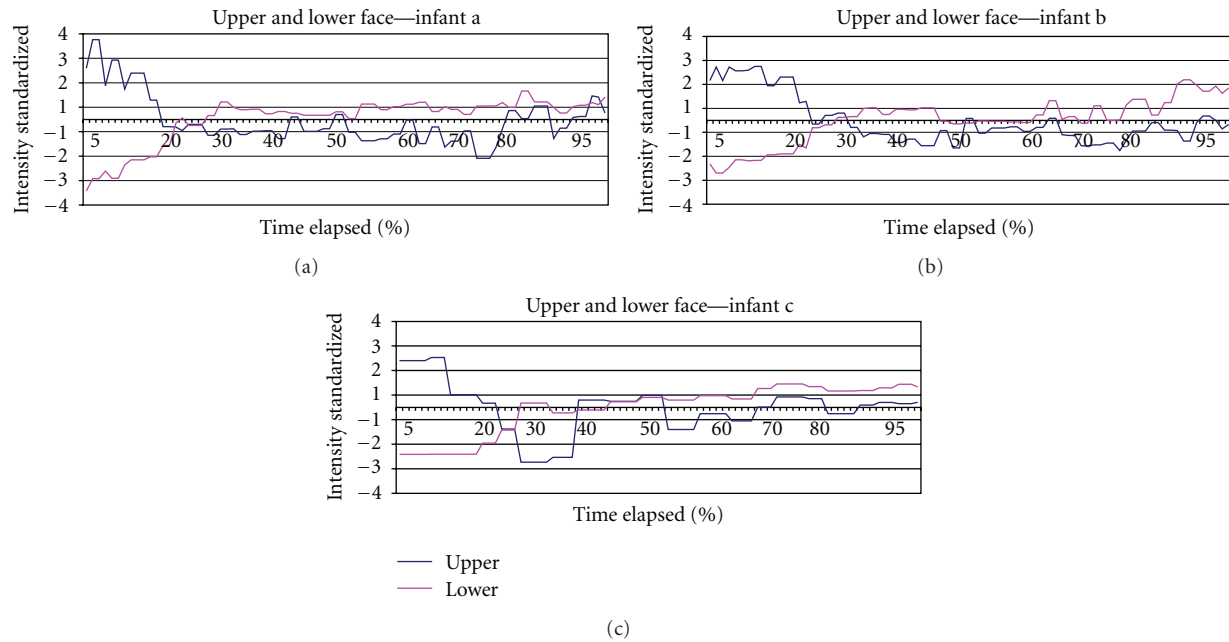 Upper and lower face—infant a
Intensity standardized
4
3
2
1
−1
−2
−3
−4
5 20 30 40 50 60 70 80 95
Time elapsed (%)
(a)
Upper and lower face—infant b
Intensity standardized
4
3
2
1
−1
−2
−3
−4
5 20 30 40 50 60 70 80 95
Time elapsed (%)
(b)
Upper and lower face—infant c
Intensity standardized
4
3
2
1
−1
−2
−3
−4
5 20 30 40 50 60 70 80 95
Time elapsed (%)
Upper
Lower
(c)